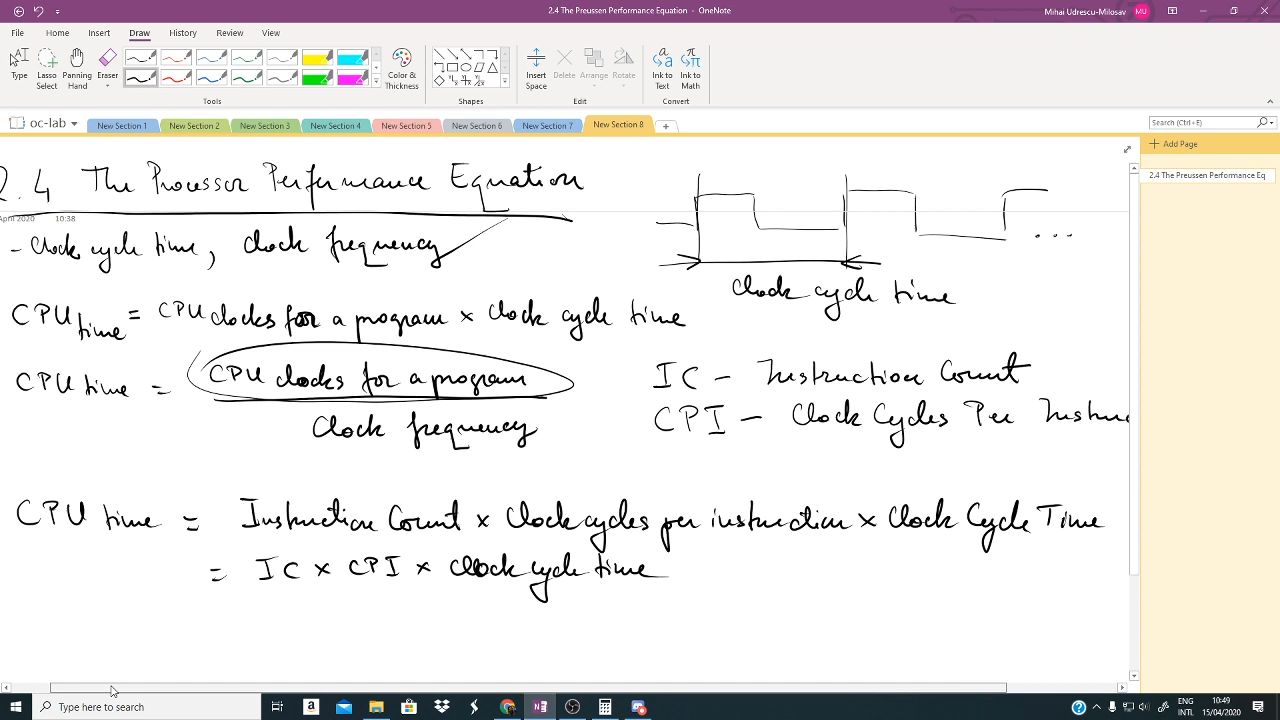 2.4 The Preussen Performance Equation - OneNote
Mihai Udrescu-Milosav
MU
File Home Insert Draw History Review View
Type
Lasso Select
Panning Hand
Eraser
Color & Thickness
Insert Space
Delete
Arrange
Rotate
Ink to Text
Ink to Math
Tools
Shapes
Edit
Convert
oc-lab
New Section 1 New Section 2 New Section 3 New Section 4 New Section 5 New Section 6 New Section 7 New Section 8
Search (Ctrl+E)
Add Page
2.4 The Preussen Performance Eq
2.4 The Processor Performance Equation
April 2020 10:38
- Clock cycle time, clock frequency
...
clock cycle time
CPU time = CPU clocks for a program × clock cycle time
CPU time = CPU clocks for a program
Clock frequency
IC - Instruction Count
CPI - Clock Cycles Per Instruc
CPU time = Instruction Count × Clock cycles per instruction × Clock Cycle Time
= IC × CPI × Clock cycle time
Type here to search
ENG
INTL
10:49
15/04/2020